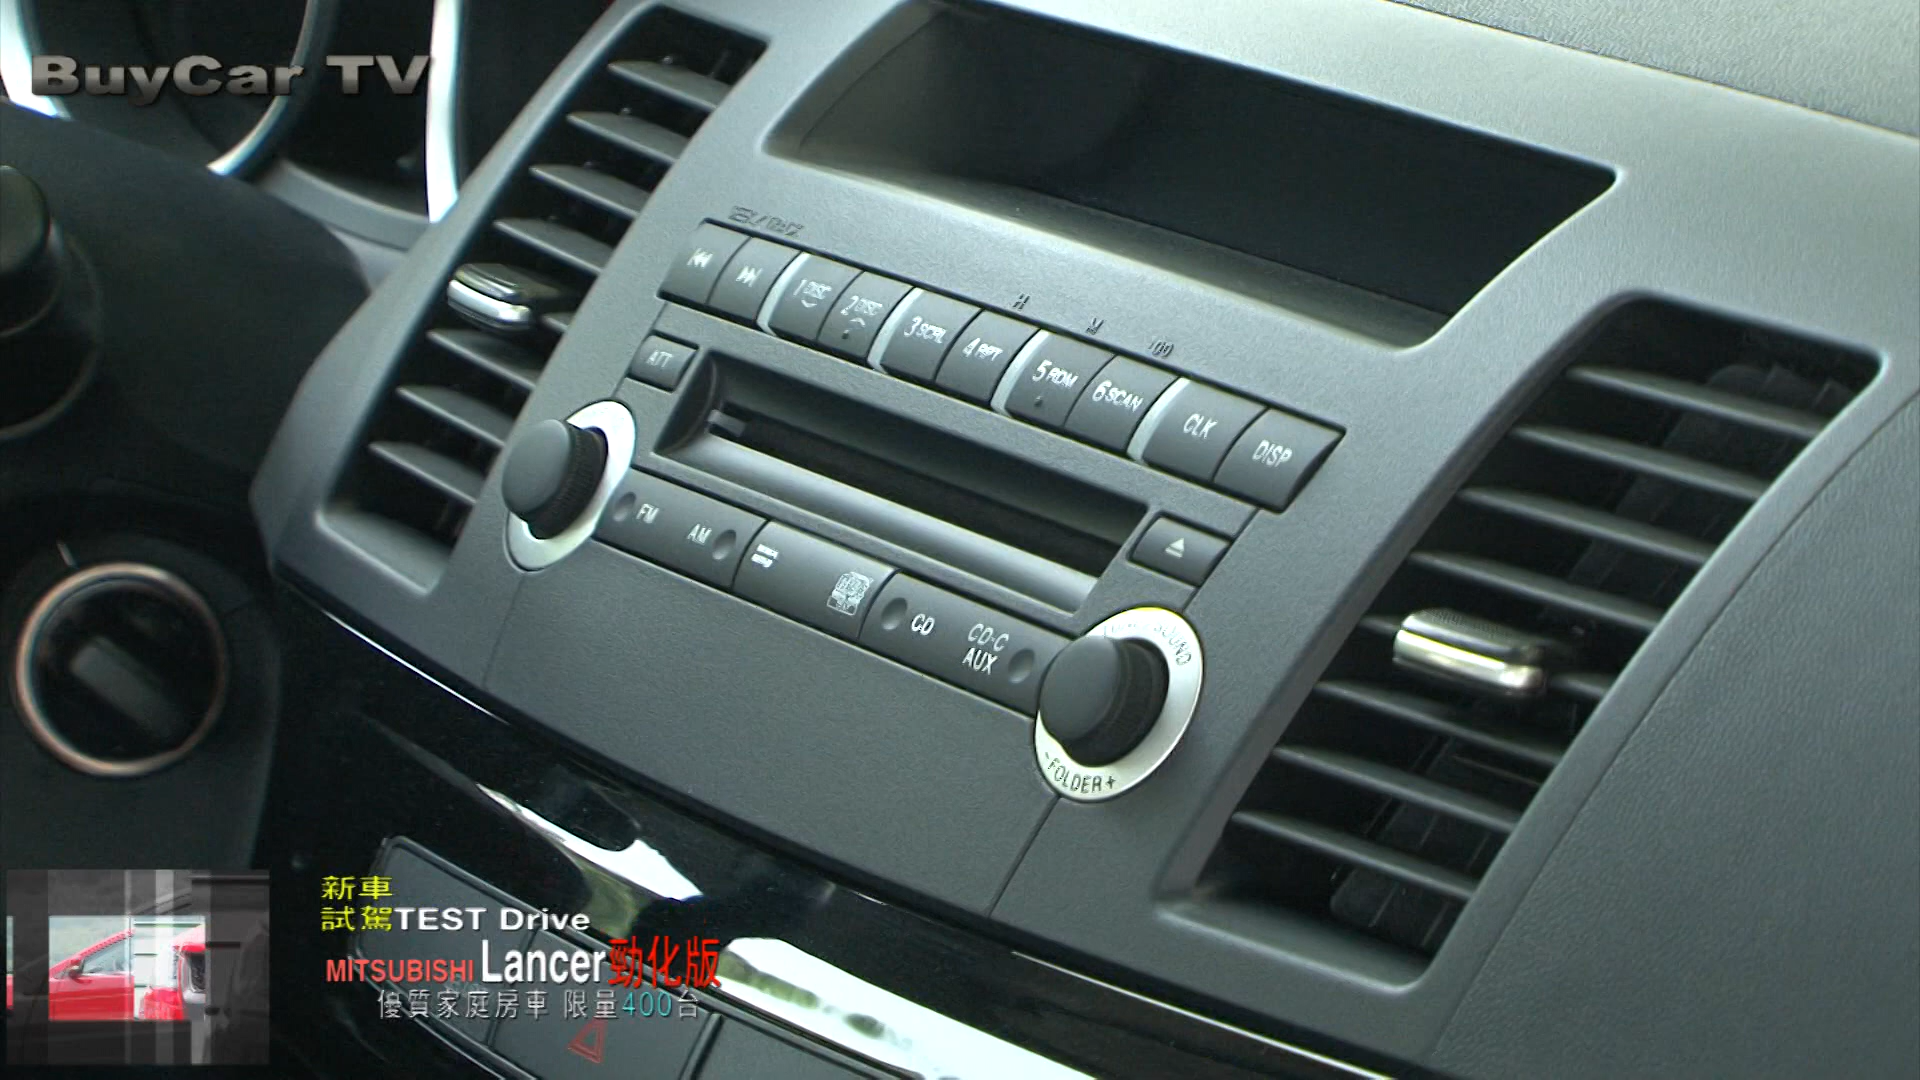 BuyCar TV
1 DISC
2 DISC
3 SCRL
4 RPT
5 RDM
6 SCAN
CLK
DISP
H
M
:00
ATT
FM
AM
CD
CD-C
AUX
SOUND
-FOLDER+
新車
試駕TEST Drive
MITSUBISHI Lancer勁化版
優質家庭房車 限量400台